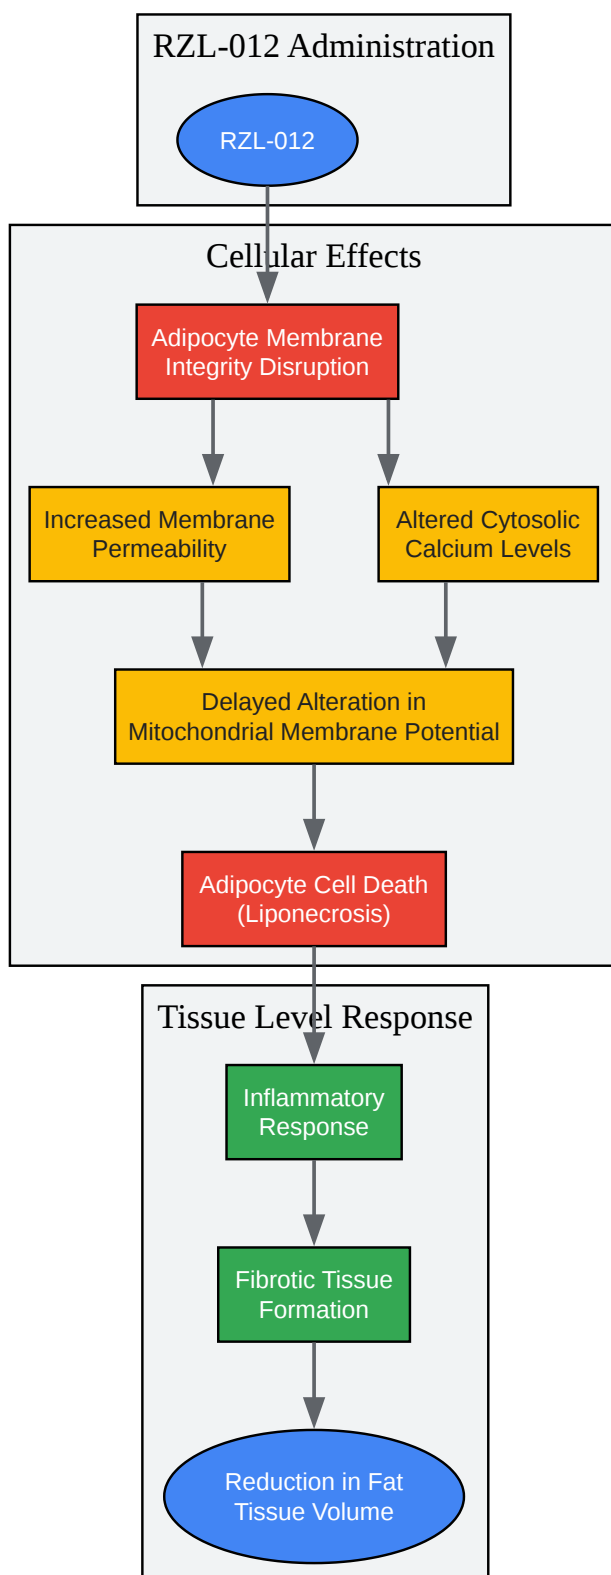 RZL-012 Administration
RZL-012
Cellular Effects
Adipocyte Membrane
Integrity Disruption
Increased Membrane
Permeability
Altered Cytosolic
Calcium Levels
Delayed Alteration in
Mitochondrial Membrane Potential
Adipocyte Cell Death
(Liponecrosis)
Tissue Level Response
Inflammatory
Response
Fibrotic Tissue
Formation
Reduction in Fat
Tissue Volume